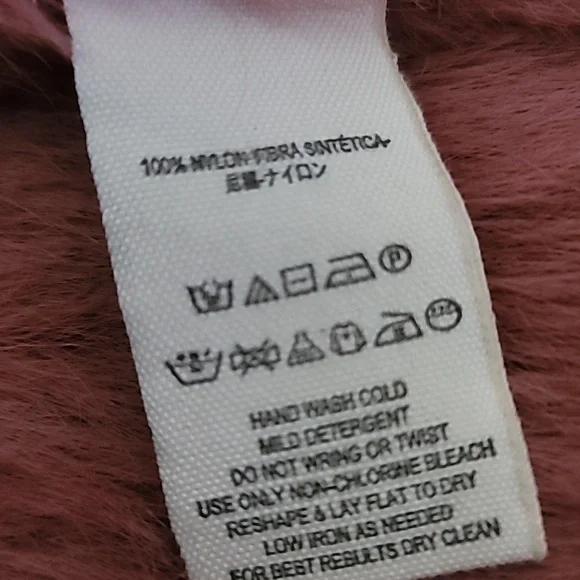 100% NYLON-FIBRA SINTÉTICA-
尼龍-ナイロン
HAND WASH COLD
MILD DETERGENT
DO NOT WRING OR TWIST
USE ONLY NON-CHLORINE BLEACH
RESHAPE & LAY FLAT TO DRY
LOW IRON AS NEEDED
FOR BEST RESULTS DRY CLEAN